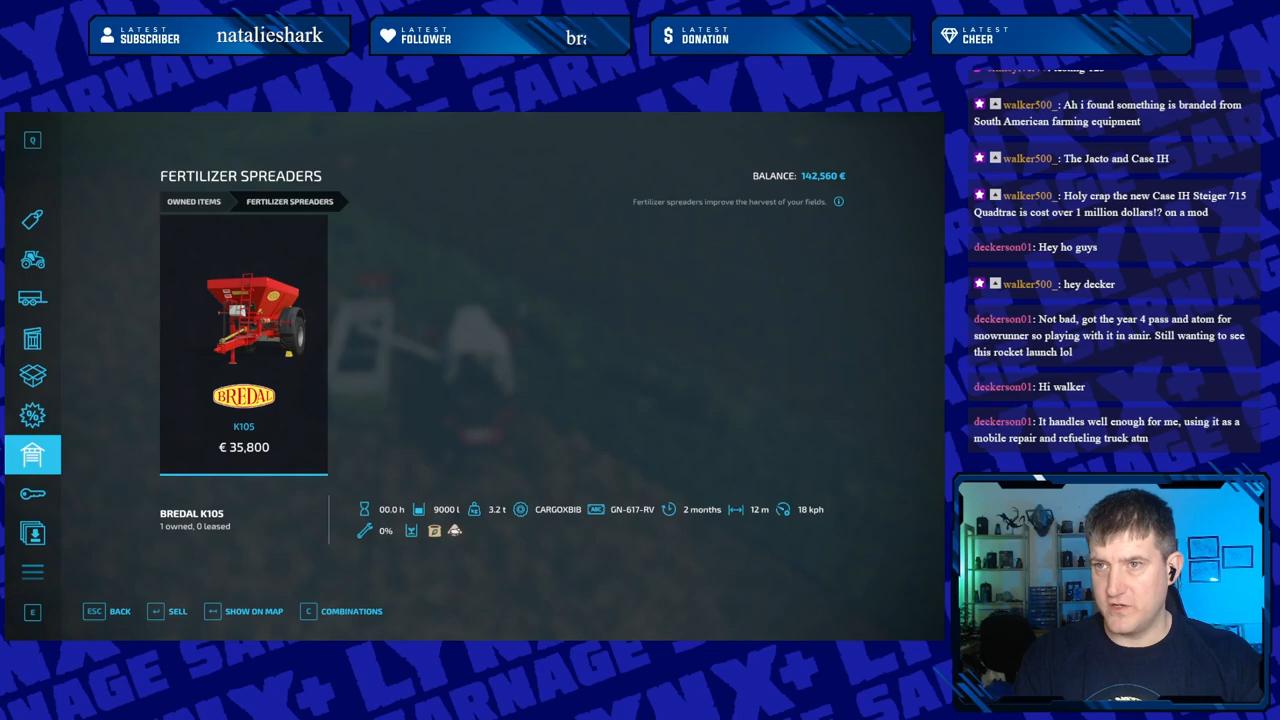 LATEST
SUBSCRIBER
natalieshark
LATEST
FOLLOWER
LATEST
DONATION
LATEST
CHEER
walker500_: Ah i found something is branded from
South American farming equipment
walker500_: The Jacto and Case IH
walker500_: Holy crap the new Case IH Steiger 715
Quadtrac is cost over 1 million dollars!? on a mod
deckerson01: Hey ho guys
walker500_: hey decker
deckerson01: Not bad, got the year 4 pass and atom for
snowrunner so playing with it in amir. Still wanting to see
this rocket launch lol
deckerson01: Hi walker
deckerson01: It handles well enough for me, using it as a
mobile repair and refueling truck atm
Q
FERTILIZER SPREADERS
BALANCE: 142,560 €
OWNED ITEMS
FERTILIZER SPREADERS
Fertilizer spreaders improve the harvest of your fields.
BREDAL
K105
€ 35,800
BREDAL K105
1 owned, 0 leased
00.0 h
9000 l
3.2 t
CARGOXBIB
ABC
GN-617-RV
2 months
12 m
18 kph
0%
E
ESC BACK
SELL
SHOW ON MAP
C COMBINATIONS